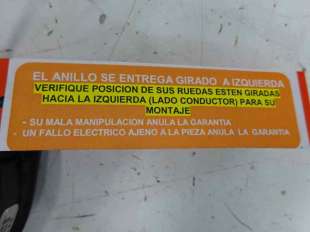 EL ANILLO SE ENTREGA GIRADO A IZQUIERDA
VERIFIQUE POSICION DE SUS RUEDAS ESTEN GIRADAS
HACIA LA IZQUIERDA (LADO CONDUCTOR) PARA SU
MONTAJE
- SU MALA MANIPULACION ANULA LA GARANTIA
- UN FALLO ELECTRICO AJENO A LA PIEZA ANULA LA GARANTIA